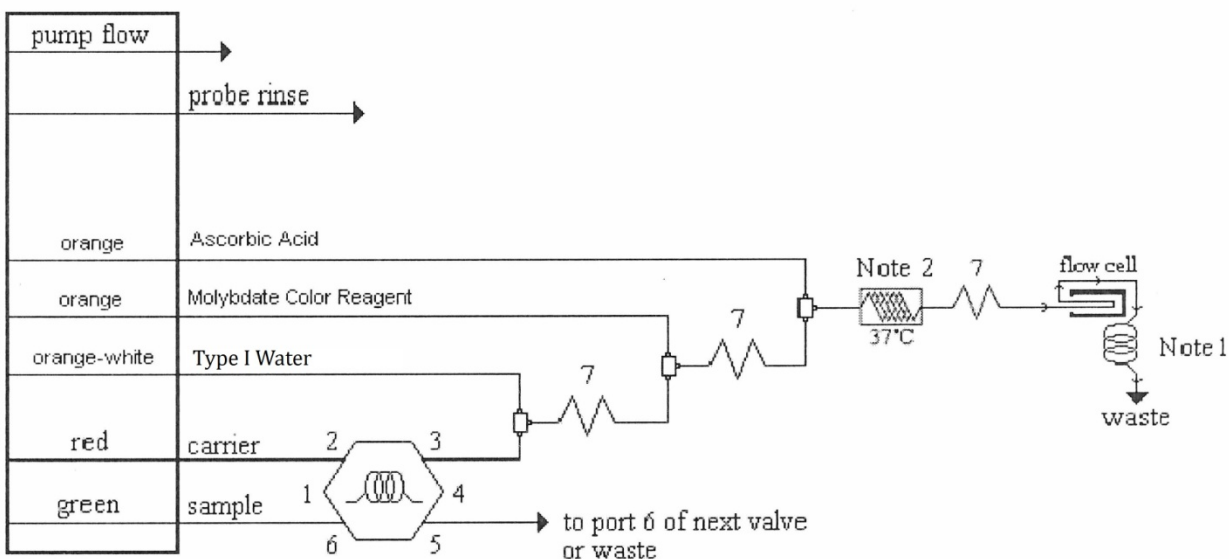 pump flow
probe rinse
orange Ascorbic Acid
orange Molybdate Color Reagent
orange-white Type I Water
red carrier
green sample
1
2
3
4
5
6
7
7
Note 2
37°C
7
flow cell
Note 1
waste
to port 6 of next valve
or waste